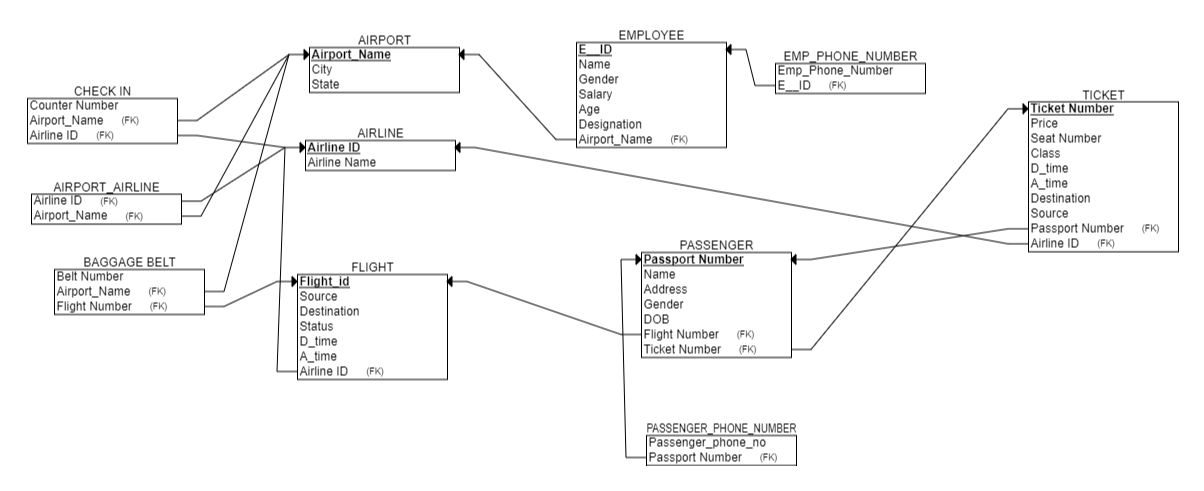 AIRPORT
Airport_Name
City
State
EMPLOYEE
E__ID
Name
Gender
Salary
Age
Designation
Airport_Name (FK)
EMP_PHONE_NUMBER
Emp_Phone_Number
E__ID (FK)
CHECK IN
Counter Number
Airport_Name (FK)
Airline ID (FK)
AIRLINE
Airline ID
Airline Name
TICKET
Ticket Number
Price
Seat Number
Class
D_time
A_time
Destination
Source
Passport Number (FK)
Airline ID (FK)
AIRPORT_AIRLINE
Airline ID (FK)
Airport_Name (FK)
BAGGAGE BELT
Belt Number
Airport_Name (FK)
Flight Number (FK)
FLIGHT
Flight_id
Source
Destination
Status
D_time
A_time
Airline ID (FK)
PASSENGER
Passport Number
Name
Address
Gender
DOB
Flight Number (FK)
Ticket Number (FK)
PASSENGER_PHONE_NUMBER
Passenger_phone_no
Passport Number (FK)